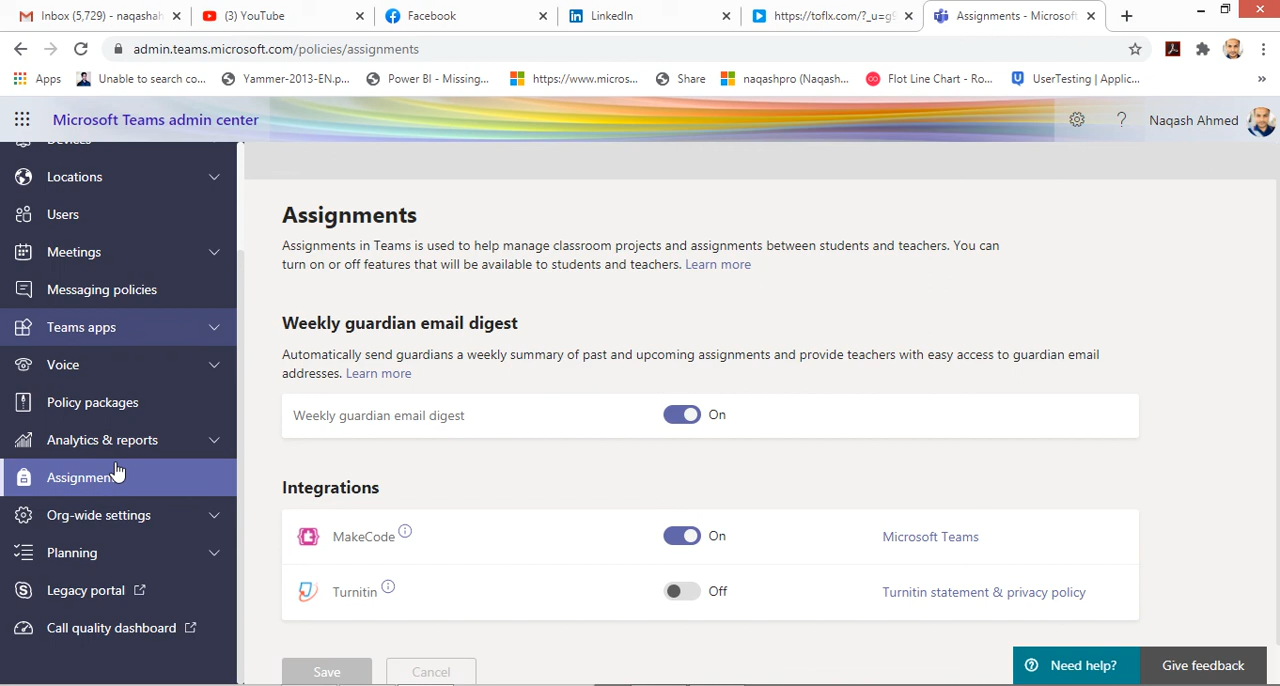 Inbox (5,729) - naqashah
(3) YouTube
Facebook
LinkedIn
https://toflx.com/?_u=g9
Assignments - Microsoft
admin.teams.microsoft.com/policies/assignments
Apps
Unable to search co...
Yammer-2013-EN.p...
Power BI - Missing...
https://www.micros...
Share
naqashpro (Naqash...
Flot Line Chart - Ro...
UserTesting | Applic...
Microsoft Teams admin center
Naqash Ahmed
Devices
Locations
Users
Meetings
Messaging policies
Teams apps
Voice
Policy packages
Analytics & reports
Assignments
Org-wide settings
Planning
Legacy portal
Call quality dashboard
Assignments
Assignments in Teams is used to help manage classroom projects and assignments between students and teachers. You can
turn on or off features that will be available to students and teachers. Learn more
Weekly guardian email digest
Automatically send guardians a weekly summary of past and upcoming assignments and provide teachers with easy access to guardian email
addresses. Learn more
Weekly guardian email digest
On
Integrations
MakeCode
On
Microsoft Teams
Turnitin
Off
Turnitin statement & privacy policy
Save
Cancel
Need help?
Give feedback